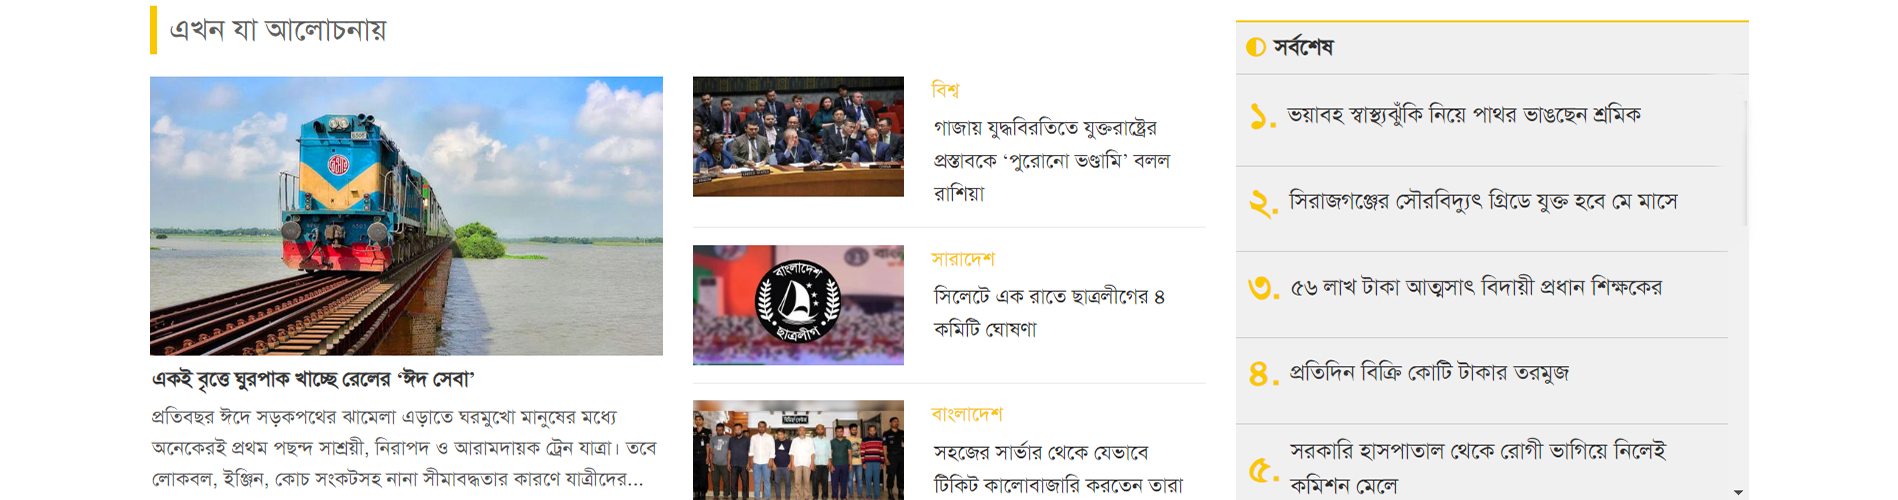 এখন যা আলোচনায়
একই বৃত্তে ঘুরপাক খাচ্ছে রেলের ‘ঈদ সেবা’
প্রতিবছর ঈদে সড়কপথের ঝামেলা এড়াতে ঘরমুখো মানুষের মধ্যে
অনেকেরই প্রথম পছন্দ সাশ্রয়ী, নিরাপদ ও আরামদায়ক ট্রেন যাত্রা। তবে
লোকবল, ইঞ্জিন, কোচ সংকটসহ নানা সীমাবদ্ধতার কারণে যাত্রীদের...
বিশ্ব
গাজায় যুদ্ধবিরতিতে যুক্তরাষ্ট্রের
প্রস্তাবকে ‘পুরোনো ভণ্ডামি’ বলল
রাশিয়া
বাংলাদেশ
ছাত্রলীগ
সারাদেশ
সিলেটে এক রাতে ছাত্রলীগের ৪
কমিটি ঘোষণা
বাংলাদেশ
সহজের সার্ভার থেকে যেভাবে
টিকিট কালোবাজারি করতেন তারা
সর্বশেষ
১. ভয়াবহ স্বাস্থ্যঝুঁকি নিয়ে পাথর ভাঙছেন শ্রমিক
২. সিরাজগঞ্জের সৌরবিদ্যুৎ গ্রিডে যুক্ত হবে মে মাসে
৩. ৫৬ লাখ টাকা আত্মসাৎ বিদায়ী প্রধান শিক্ষকের
৪. প্রতিদিন বিক্রি কোটি টাকার তরমুজ
৫. সরকারি হাসপাতাল থেকে রোগী ভাগিয়ে নিলেই
কমিশন মেলে